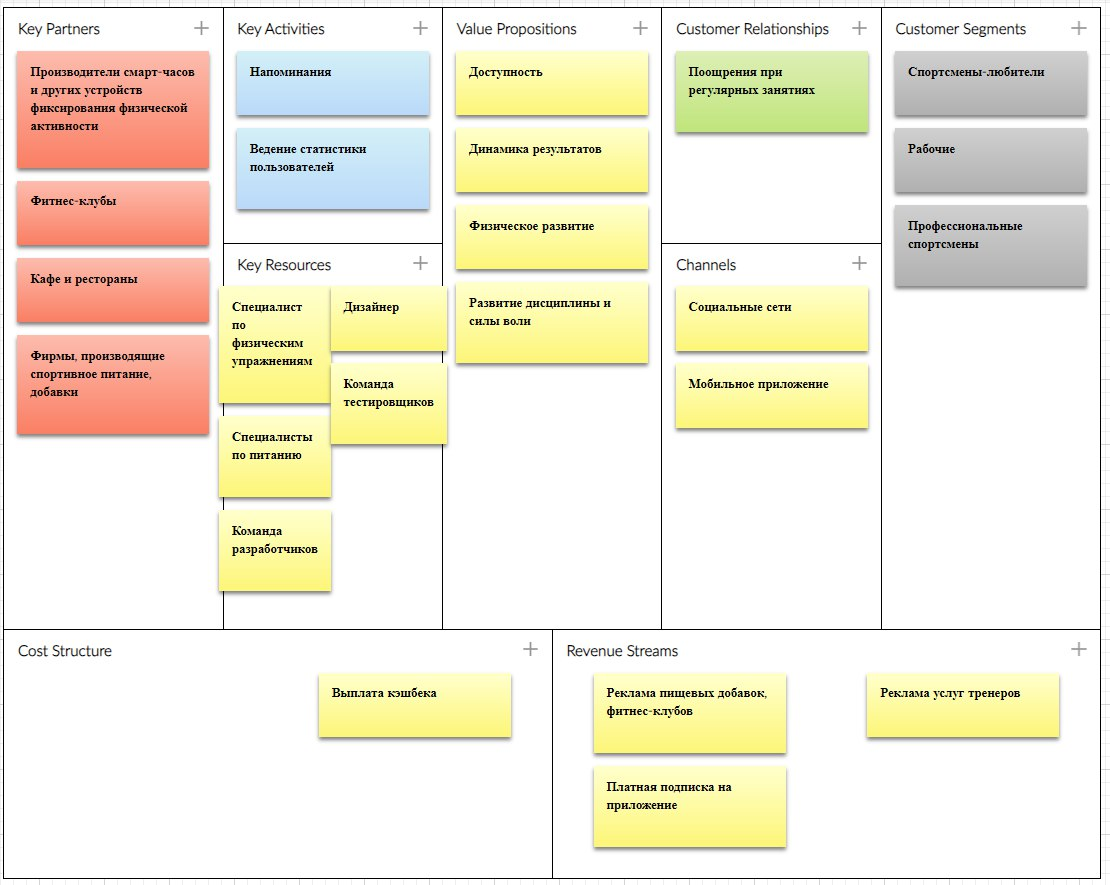 Key Partners
Производители смарт-часов
и других устройств
фиксирования физической
активности
Фитнес-клубы
Кафе и рестораны
Фирмы, производящие
спортивное питание,
добавки
Key Activities
Напоминания
Ведение статистики
пользователей
Key Resources
Специалист
по
физическим
упражнениям
Специалисты
по питанию
Команда
разработчиков
Дизайнер
Команда
тестировщиков
Value Propositions
Доступность
Динамика результатов
Физическое развитие
Развитие дисциплины и
силы воли
Customer Relationships
Поощрения при
регулярных занятиях
Channels
Социальные сети
Мобильное приложение
Customer Segments
Спортсмены-любители
Рабочие
Профессиональные
спортсмены
Cost Structure
Выплата кэшбека
Revenue Streams
Реклама пищевых добавок,
фитнес-клубов
Платная подписка на
приложение
Реклама услуг тренеров